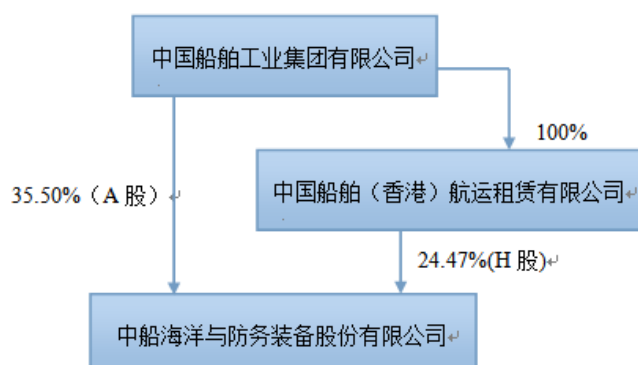 中国船舶工业集团有限公司
100%
35.50%（A 股）
中国船舶（香港）航运租赁有限公司
24.47%(H 股)
中船海洋与防务装备股份有限公司